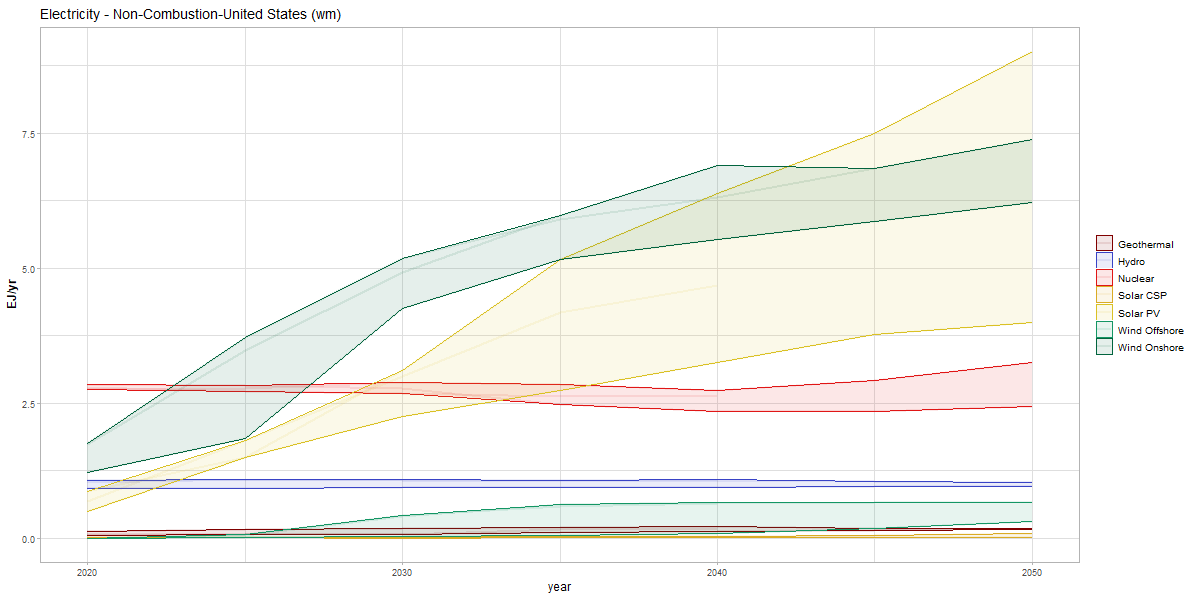 Electricity - Non-Combustion-United States (wm)
EJ/yr
7.5
5.0
2.5
0.0
2020
2030
2040
2050
year
Geothermal
Hydro
Nuclear
Solar CSP
Solar PV
Wind Offshore
Wind Onshore